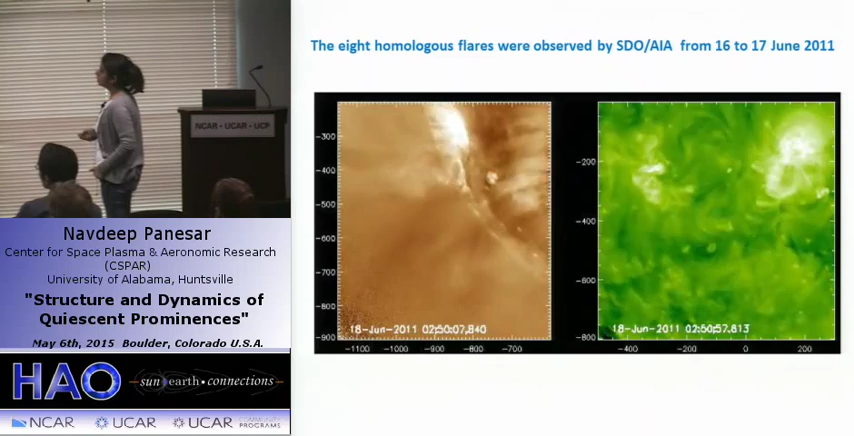 The eight homologous flares were observed by SDO/AIA from 16 to 17 June 2011
NCAR • UCAR • UCP
Navdeep Panesar
Center for Space Plasma & Aeronomic Research
(CSPAR)
University of Alabama, Huntsville
"Structure and Dynamics of
Quiescent Prominences"
May 6th, 2015 Boulder, Colorado U.S.A.
HAO sun earth • connections
NCAR UCAR UCAR COMMUNITY
PROGRAMS
-300
-400
-500
-600
-700
-800
-900
18-Jun-2011 02:50:07.840
-1100 -1000 -900 -800 -700
-200
-400
-600
-800
18-Jun-2011 02:50:57.613
-400 -200 0 200